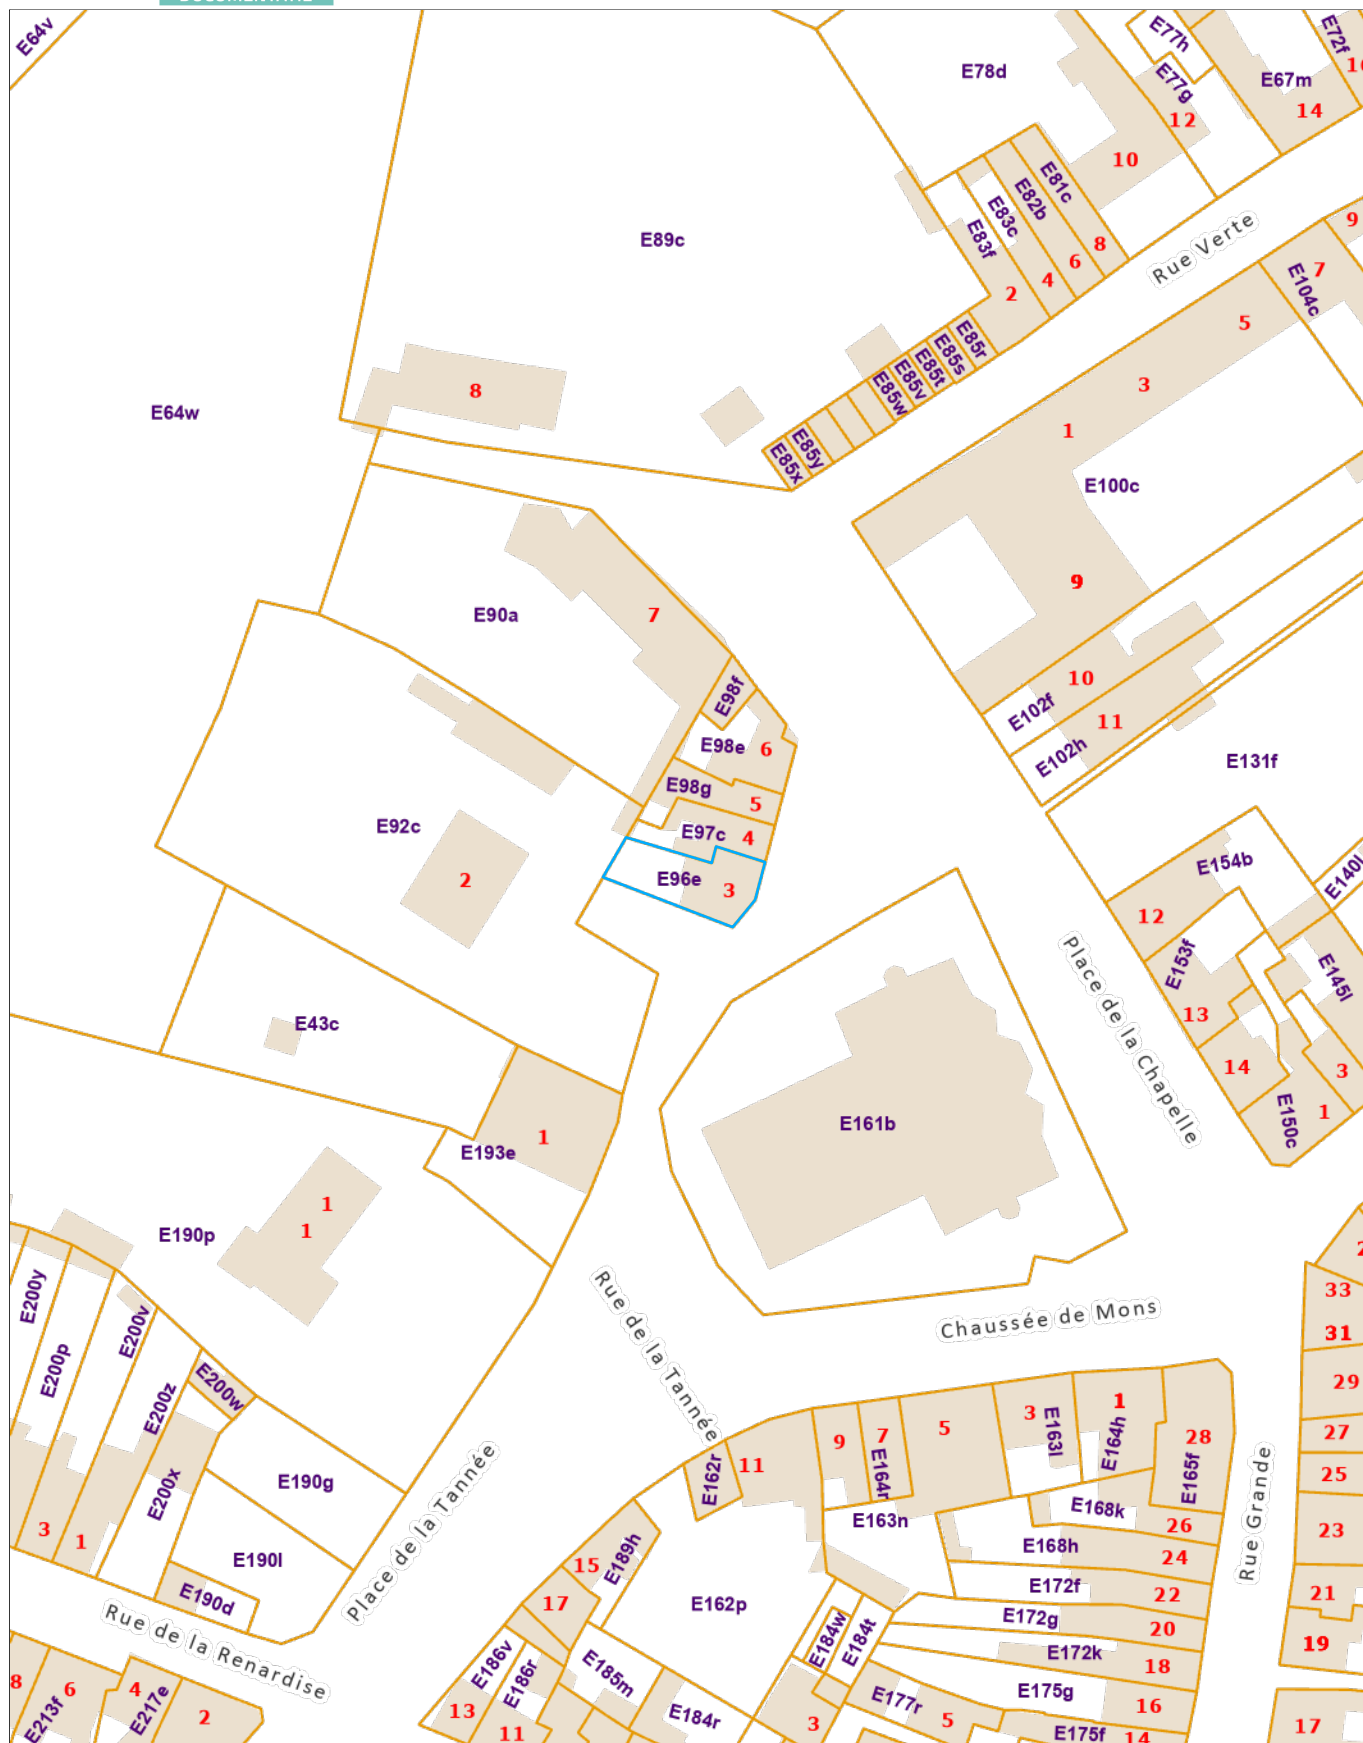 E64v
E77h
E72f
E78d
E77g
E67m
14
12
10
E81c
E82b
E83c
E83f
E89c
8
6
4
2
Rue Verte
9
7
E104c
5
E85r
E85s
E85t
E85v
E85w
3
8
E64w
1
E85y
E85x
E100c
9
E90a
7
E98f
10
E102f
11
E98e
6
E102h
E131f
E98g
5
E92c
E97c
4
E154b
E140l
2
E96e
3
12
Place de la Chapelle
E153f
E145l
13
E43c
14
3
E161b
1
E150c
1
E193e
1
1
E190p
E200y
Rue de la Tannée
33
Chaussée de Mons
E200v
31
E200p
E200w
29
E200z
1
3
E163l
5
E164h
28
27
9
7
E164r
11
E162r
E165f
25
E190g
E200x
Place de la Tannée
Rue Grande
E168k
26
E163n
23
3
1
E168h
24
E190l
E189h
15
E172f
22
21
E190d
17
E162p
E172g
20
19
Rue de la Renardise
E184w
E184t
E172k
18
E186v
E186r
E185m
8
6
4
E175g
E177r
16
E213f
E217e
2
13
11
E184r
3
5
E175f
14
17